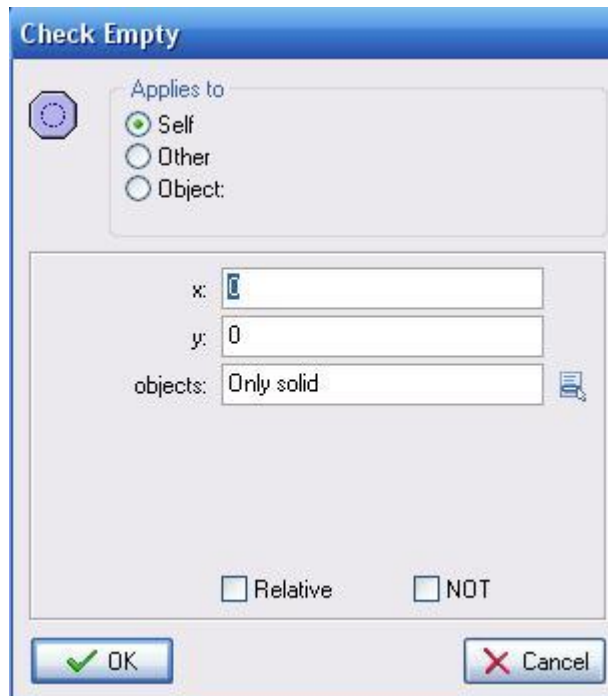 Check Empty
Applies to
Self
Other
Object:
x: 0
y: 0
objects: Only solid
Relative NOT
OK Cancel